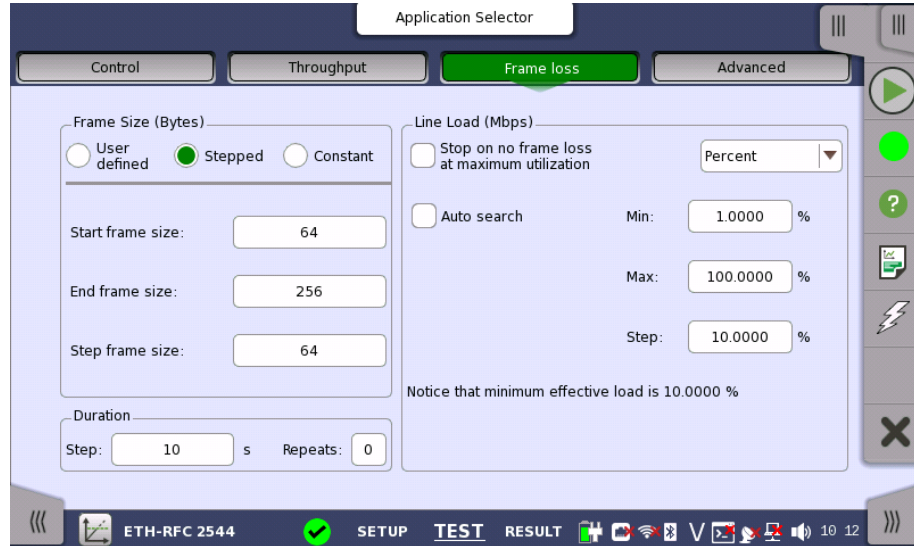 Application Selector
Control
Throughput
Frame loss
Advanced
Frame Size (Bytes)
User
defined
Stepped
Constant
Start frame size:
64
End frame size:
256
Step frame size:
64
Duration
Step:
10
s
Repeats:
0
Line Load (Mbps)
Stop on no frame loss
at maximum utilization
Percent
Auto search
Min:
1.0000
%
Max:
100.0000
%
Step:
10.0000
%
Notice that minimum effective load is 10.0000 %
?
ETH-RFC 2544
SETUP
TEST
RESULT
V
10 12